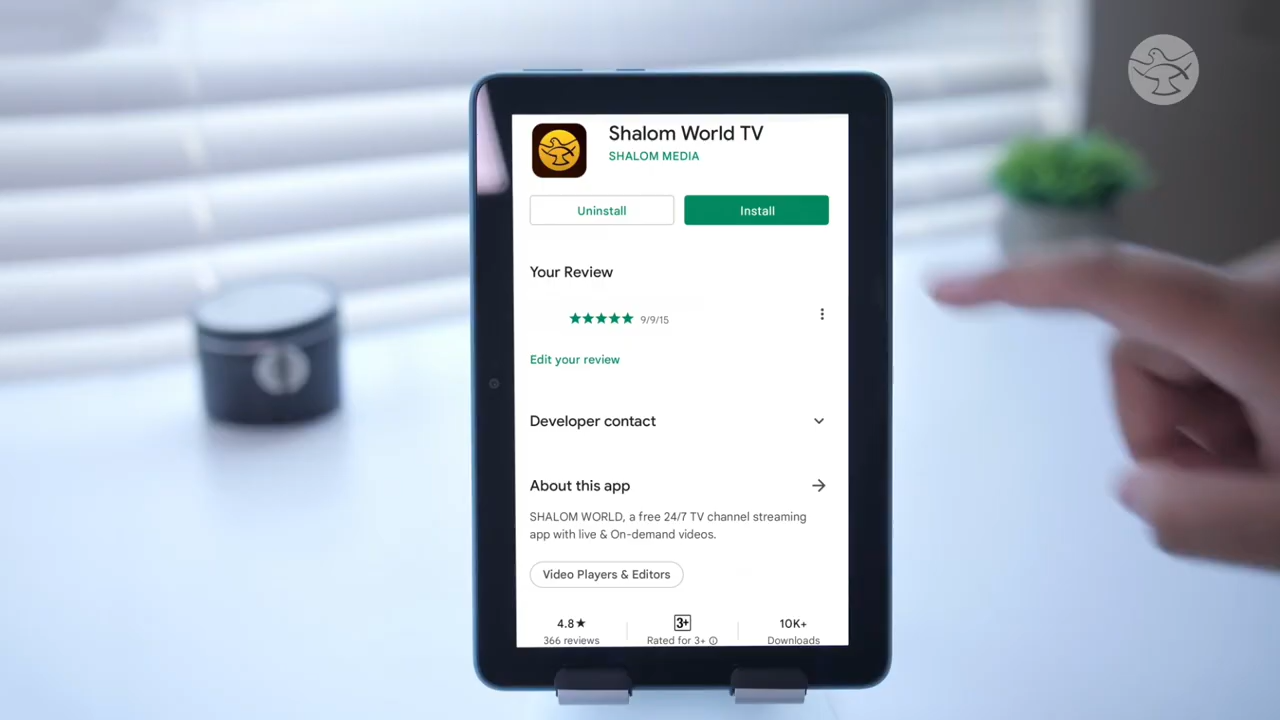 Shalom World TV
SHALOM MEDIA
Uninstall
Install
Your Review
★★★★★ 9/9/15
Edit your review
Developer contact
About this app
SHALOM WORLD, a free 24/7 TV channel streaming
app with live & On-demand videos.
Video Players & Editors
4.8★
3+
10K+
366 reviews
Rated for 3+
Downloads